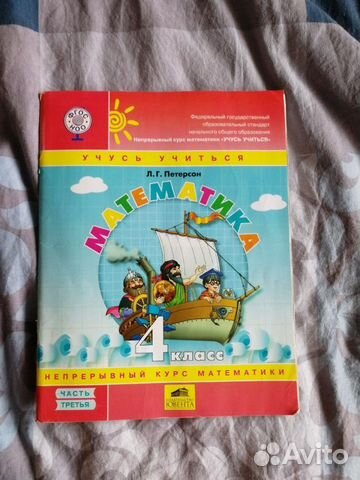 ФГОС
НОО
Федеральный государственный
образовательный стандарт
начального общего образования
Непрерывный курс математики «УЧУСЬ УЧИТЬСЯ»
УЧУСЬ УЧИТЬСЯ
Л.Г. Петерсон
МАТЕМАТИКА
4 класс
НЕПРЕРЫВНЫЙ КУРС МАТЕМАТИКИ
ЧАСТЬ
ТРЕТЬЯ
ЮВЕНТА
Avito